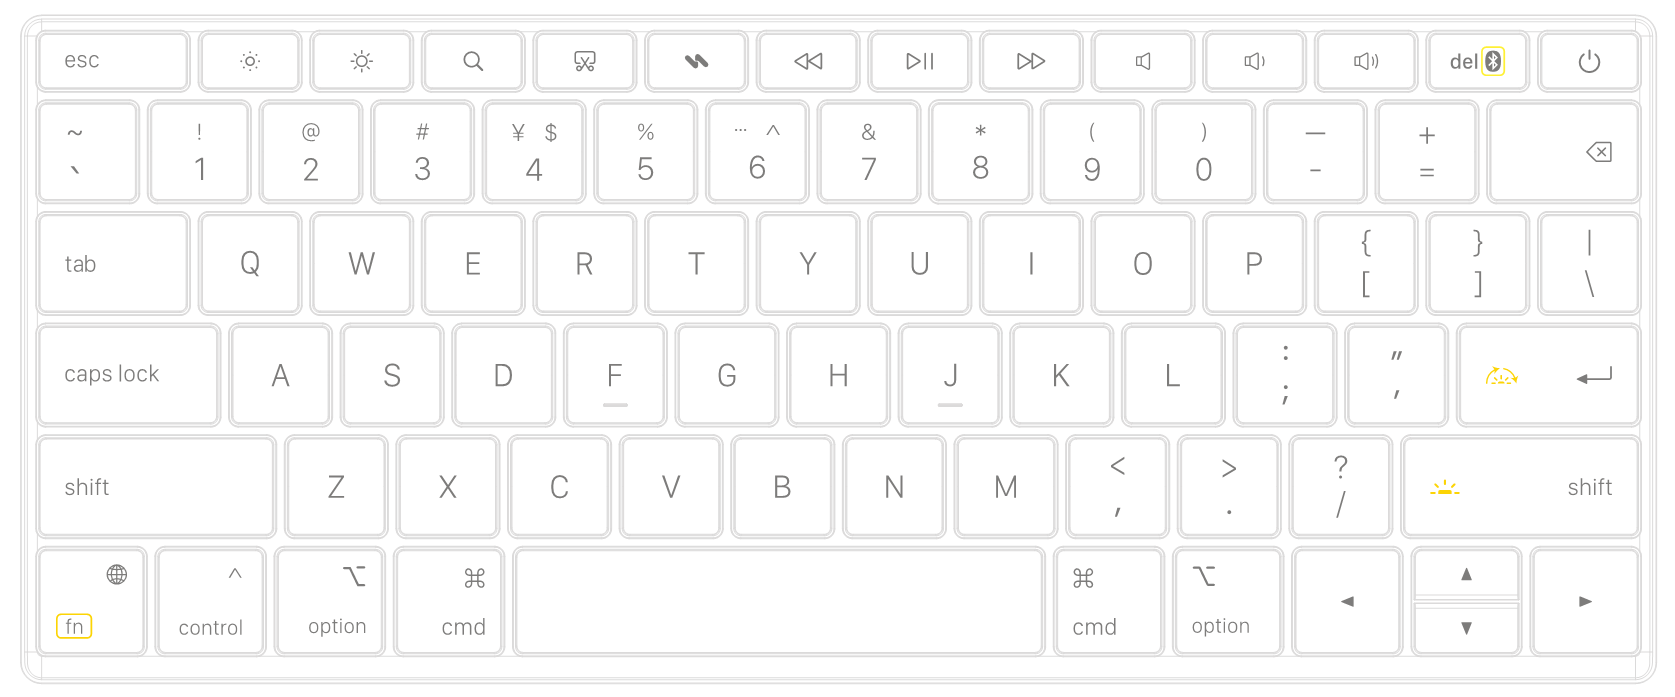 esc del
~ ! @ # ¥ $ % … ^ & * ( ) — +
` 1 2 3 4 5 6 7 8 9 0 - =
tab Q W E R T Y U I O P { } |
[ ] \
caps lock A S D F G H J K L : "
; ,
shift Z X C V B N M < > ? shift
, . /
^ ⌥ ⌘ ⌘ ⌥
fn control option cmd cmd option